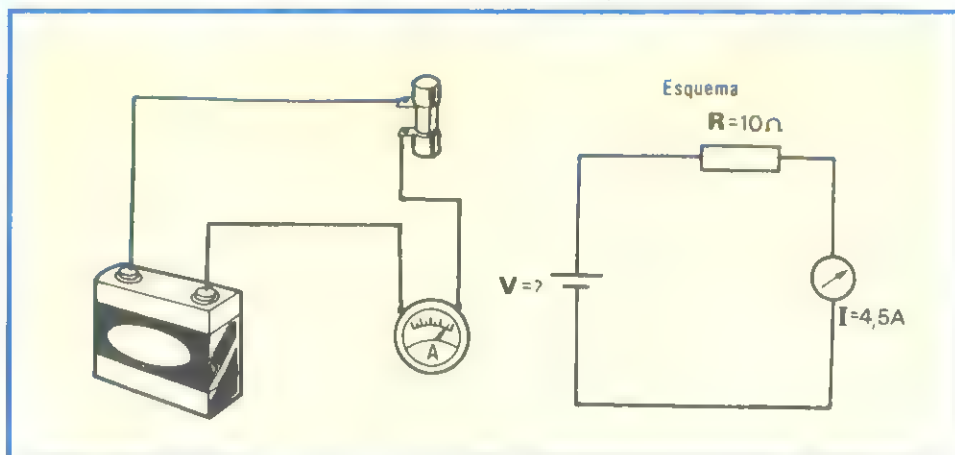 Esquema
R=10Ω
V=?
I=4,5A
A